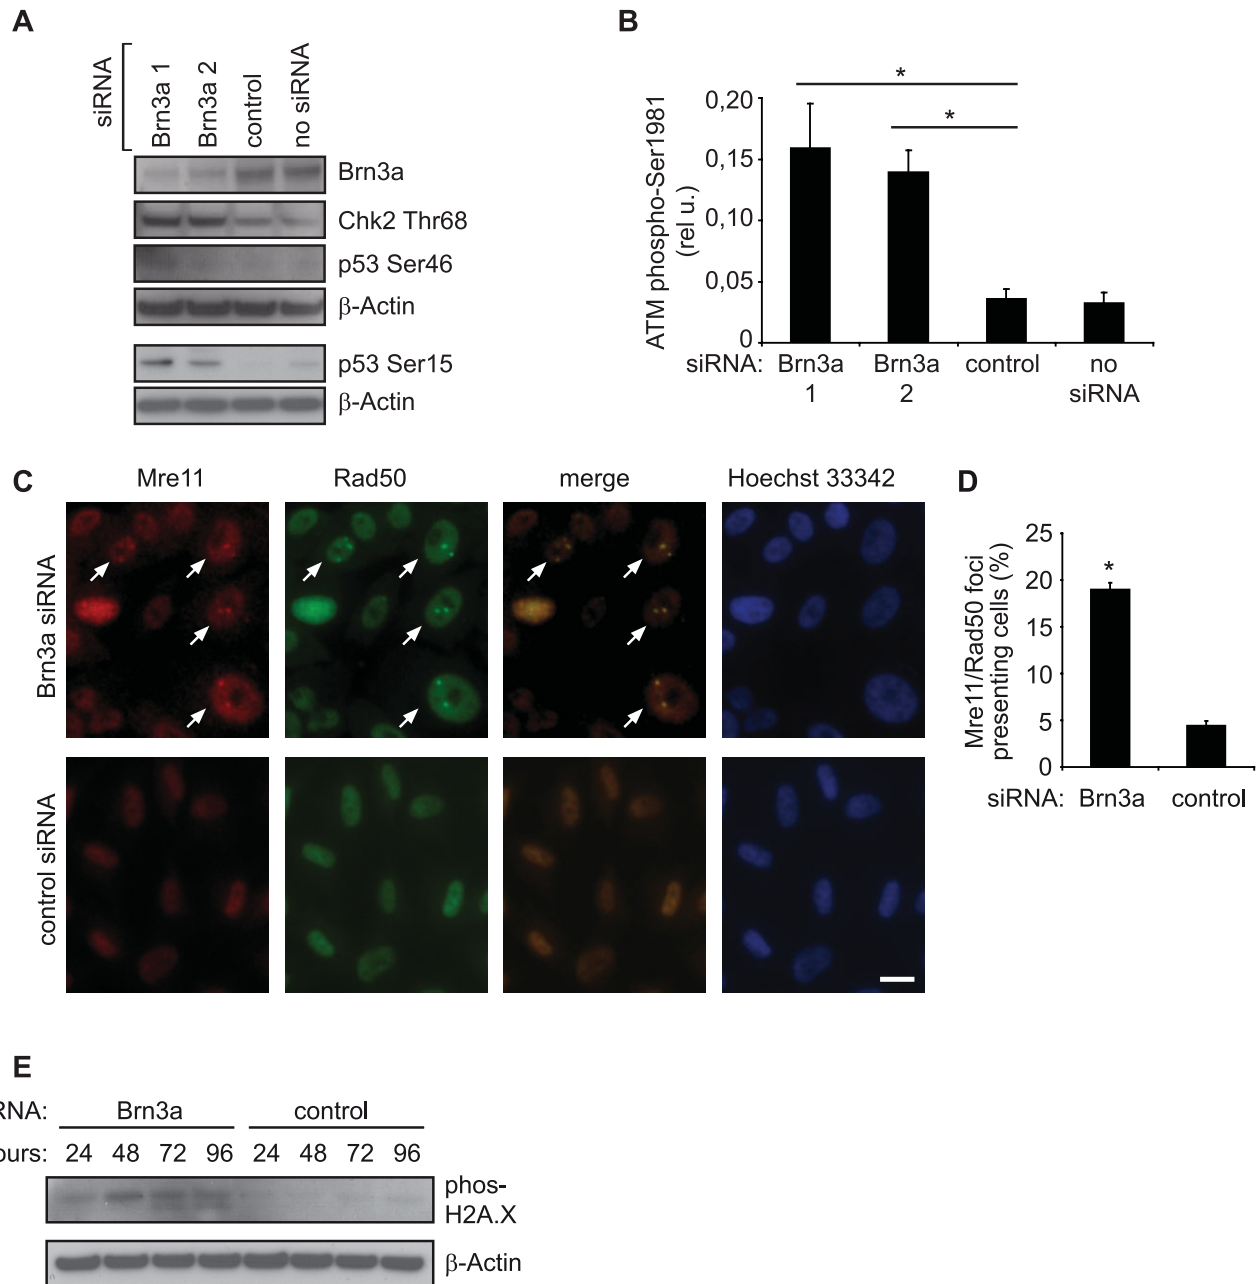 A
siRNA
Brn3a 1
Brn3a 2
control
no siRNA
Brn3a
Chk2 Thr68
p53 Ser46
β-Actin
p53 Ser15
β-Actin
B
*
*
ATM phospho-Ser1981
(rel u.)
0,20
0,15
0,10
0,05
0
siRNA: Brn3a 1 Brn3a 2 control no siRNA
C
Mre11 Rad50 merge Hoechst 33342
Brn3a siRNA
control siRNA
D
Mre11/Rad50 foci
presenting cells (%)
25
20
15
10
5
0
*
siRNA: Brn3a control
E
RNA: Brn3a control
ours: 24 48 72 96 24 48 72 96
phos-
H2A.X
β-Actin